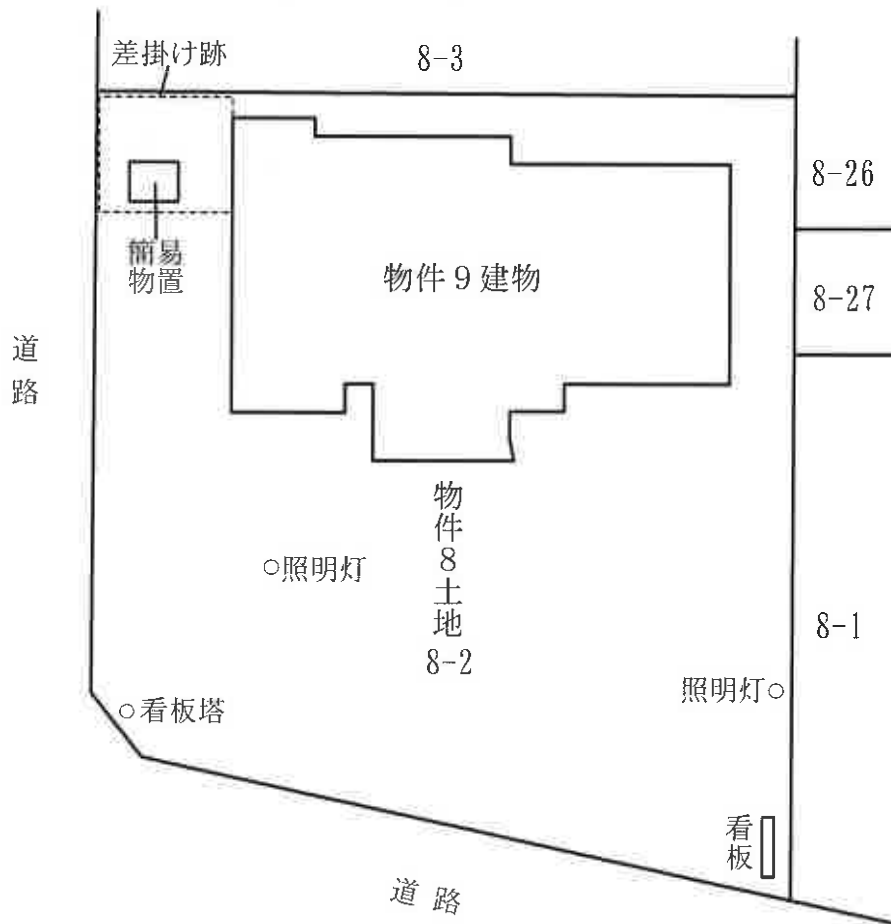 差掛け跡
8-3
8-26
簡易
物置
物件9建物
8-27
道路
物件8土地
8-2
照明灯
8-1
照明灯
看板塔
看板
道路